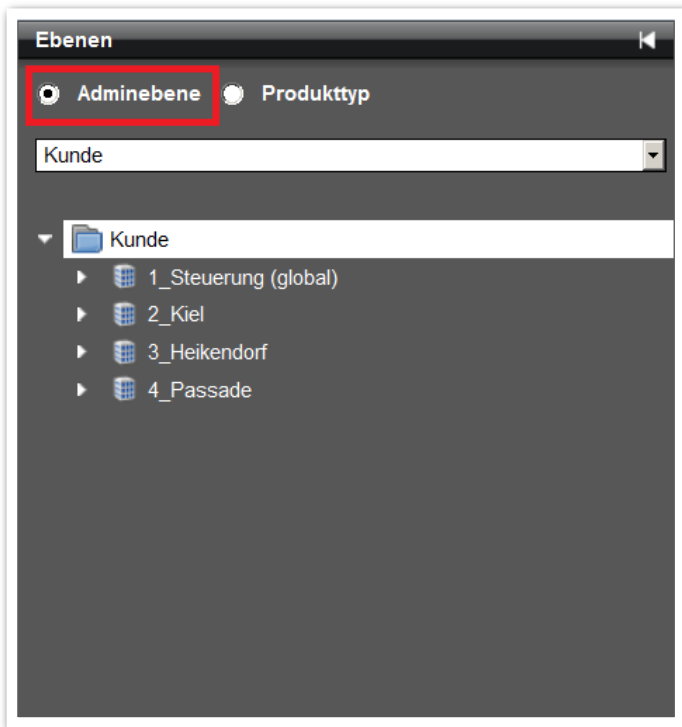 Ebenen
Adminebene Produkttyp
Kunde
Kunde
1_Steuerung (global)
2_Kiel
3_Heikendorf
4_Passade